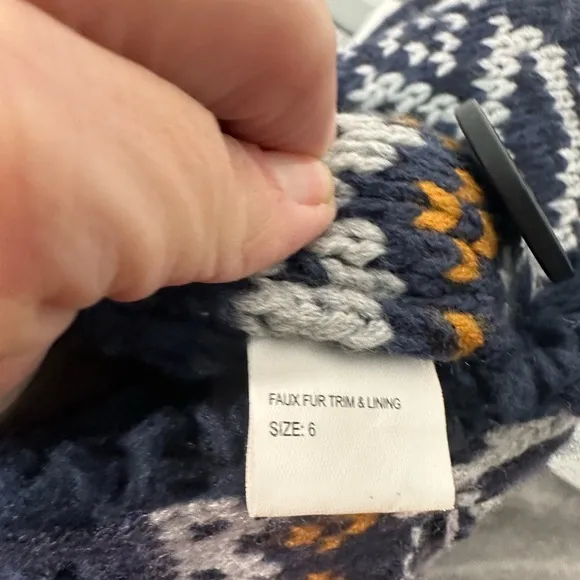 FAUX FUR TRIM & LINING
SIZE: 6